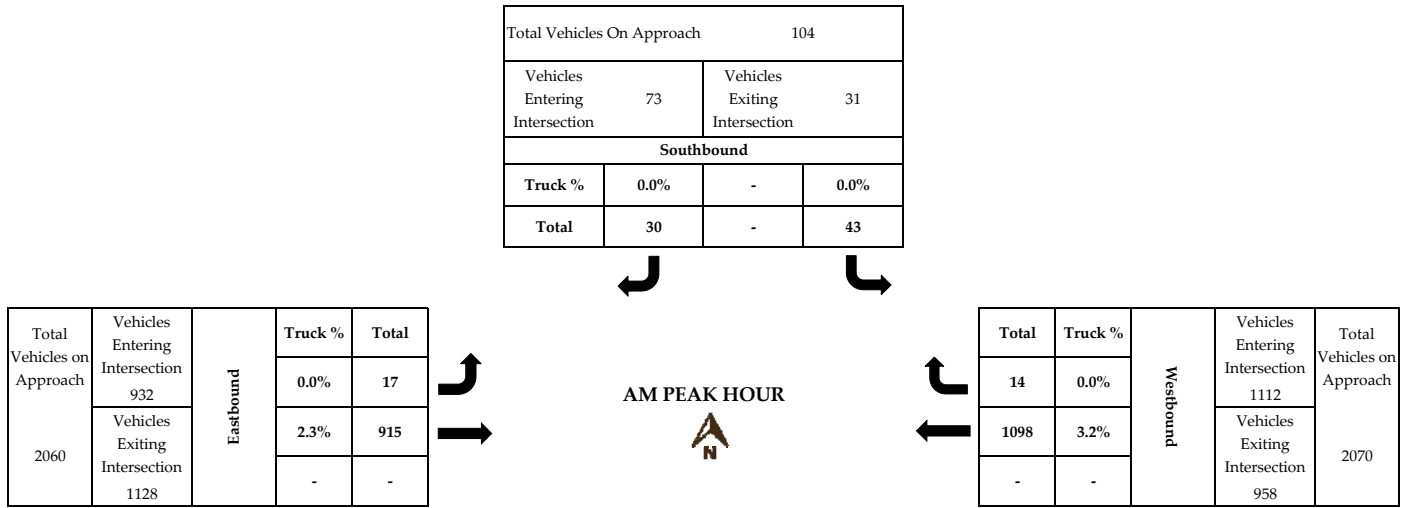 Total Vehicles On Approach 104
Vehicles
Entering
Intersection
73
Vehicles
Exiting
Intersection
31
Southbound
Truck % 0.0% - 0.0%
Total 30 - 43
Total
Vehicles on
Approach
2060
Vehicles
Entering
Intersection
932
Vehicles
Exiting
Intersection
1128
Eastbound
Truck % Total
0.0% 17
2.3% 915
- -
AM PEAK HOUR
N
Total Truck %
14 0.0%
1098 3.2%
- -
Westbound
Vehicles
Entering
Intersection
1112
Vehicles
Exiting
Intersection
958
Total
Vehicles on
Approach
2070